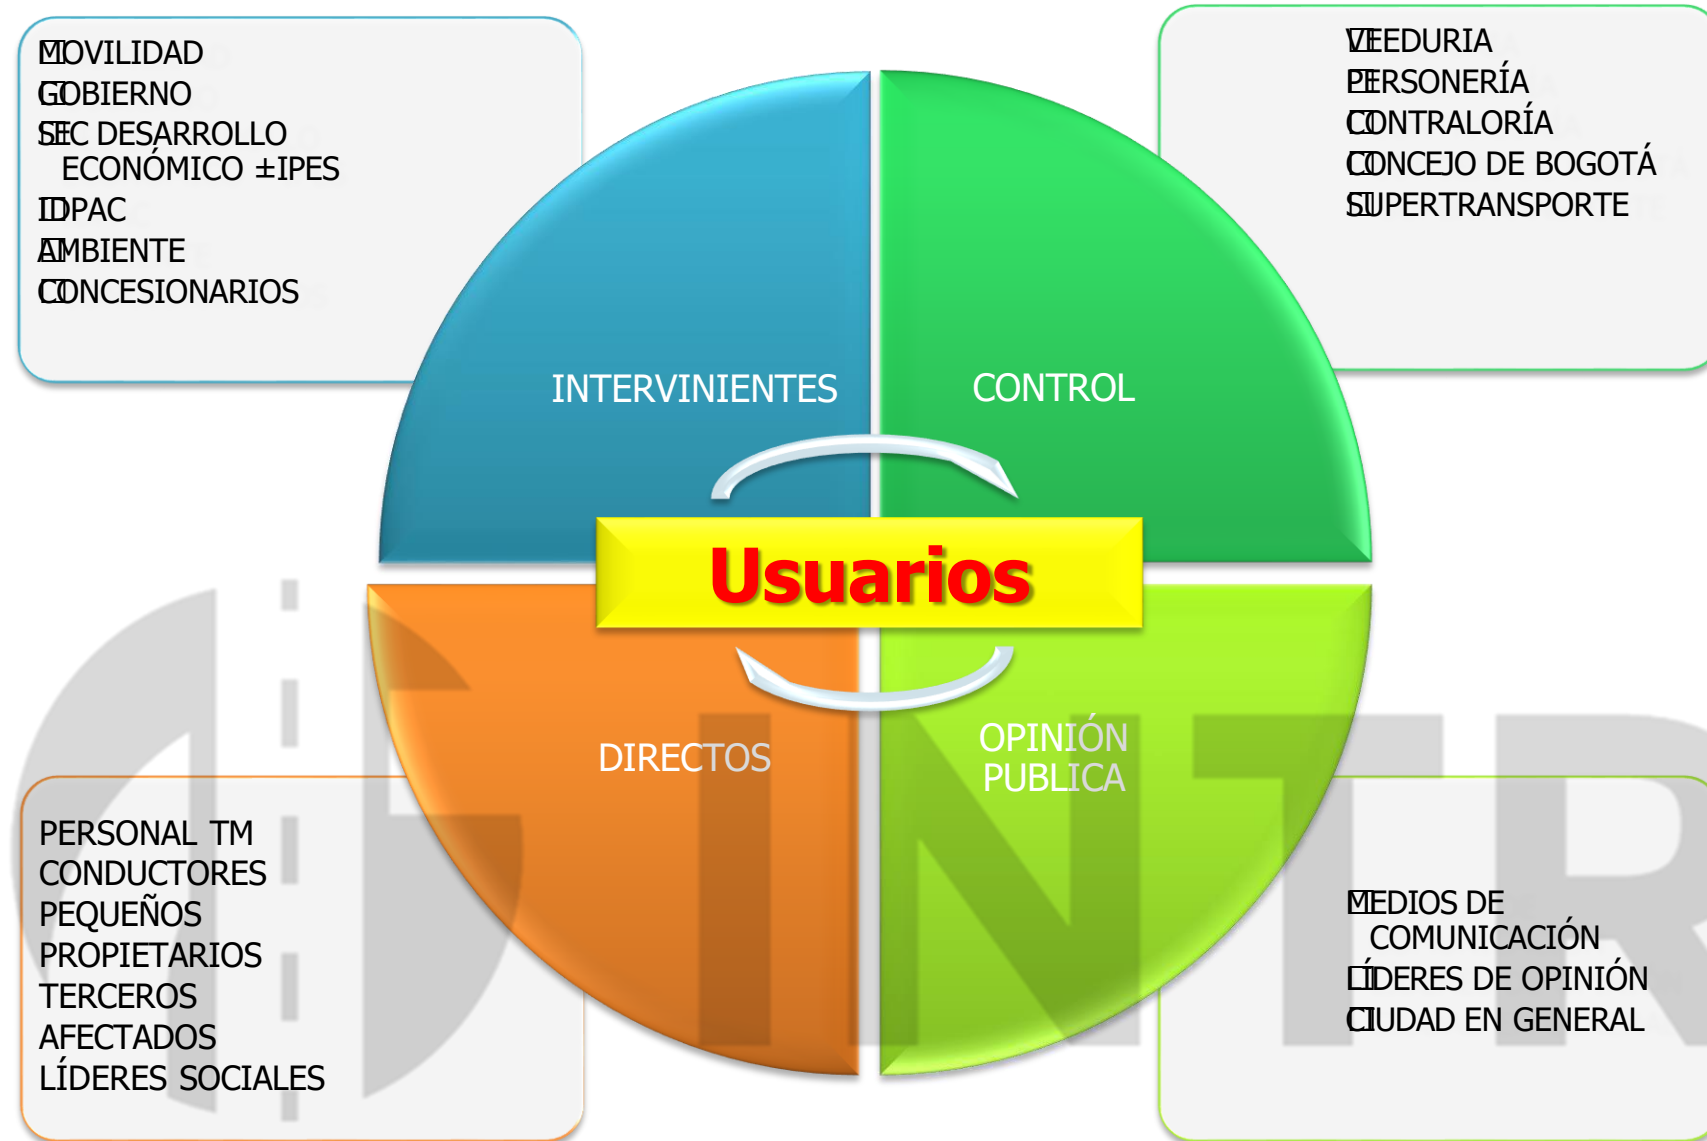 MOVILIDAD
GOBIERNO
SEC DESARROLLO
ECONÓMICO ±IPES
IDPAC
AMBIENTE
CONCESIONARIOS
VEEDURIA
PERSONERÍA
CONTRALORÍA
CONCEJO DE BOGOTÁ
SUPERTRANSPORTE
INTERVINIENTES
CONTROL
Usuarios
DIRECTOS
OPINIÓN
PUBLICA
PERSONAL TM
CONDUCTORES
PEQUEÑOS
PROPIETARIOS
TERCEROS
AFECTADOS
LÍDERES SOCIALES
MEDIOS DE
COMUNICACIÓN
LÍDERES DE OPINIÓN
CIUDAD EN GENERAL
INTR